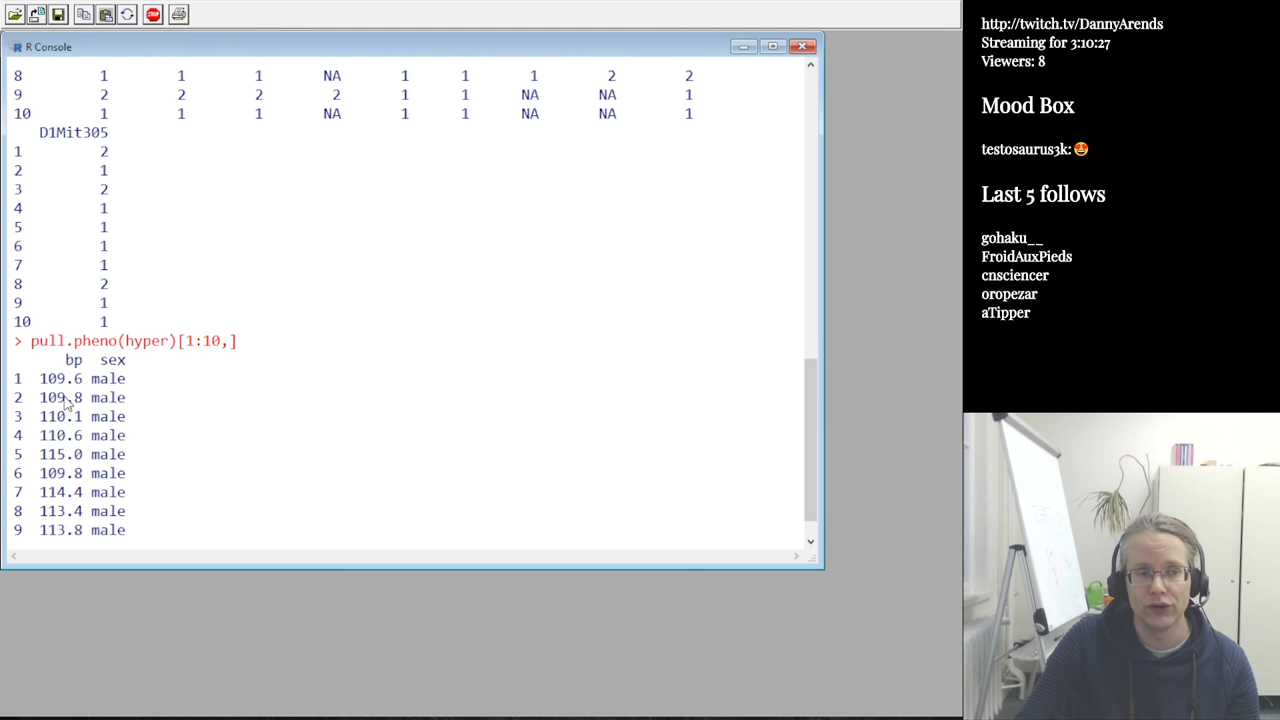 R Console
8 1 1 1 NA 1 1 1 2 2
9 2 2 2 2 1 1 NA NA 1
10 1 1 1 NA 1 1 NA NA 1
D1Mit305
1 2
2 1
3 2
4 1
5 1
6 1
7 1
8 2
9 1
10 1
> pull.pheno(hyper)[1:10,]
bp sex
1 109.6 male
2 109.8 male
3 110.1 male
4 110.6 male
5 115.0 male
6 109.8 male
7 114.4 male
8 113.4 male
9 113.8 male
http://twitch.tv/DannyArends
Streaming for 3:10:27
Viewers: 8
Mood Box
testosaurus3k:😍
Last 5 follows
gohaku__
FroidAuxPieds
cnsciencer
oropezar
aTipper